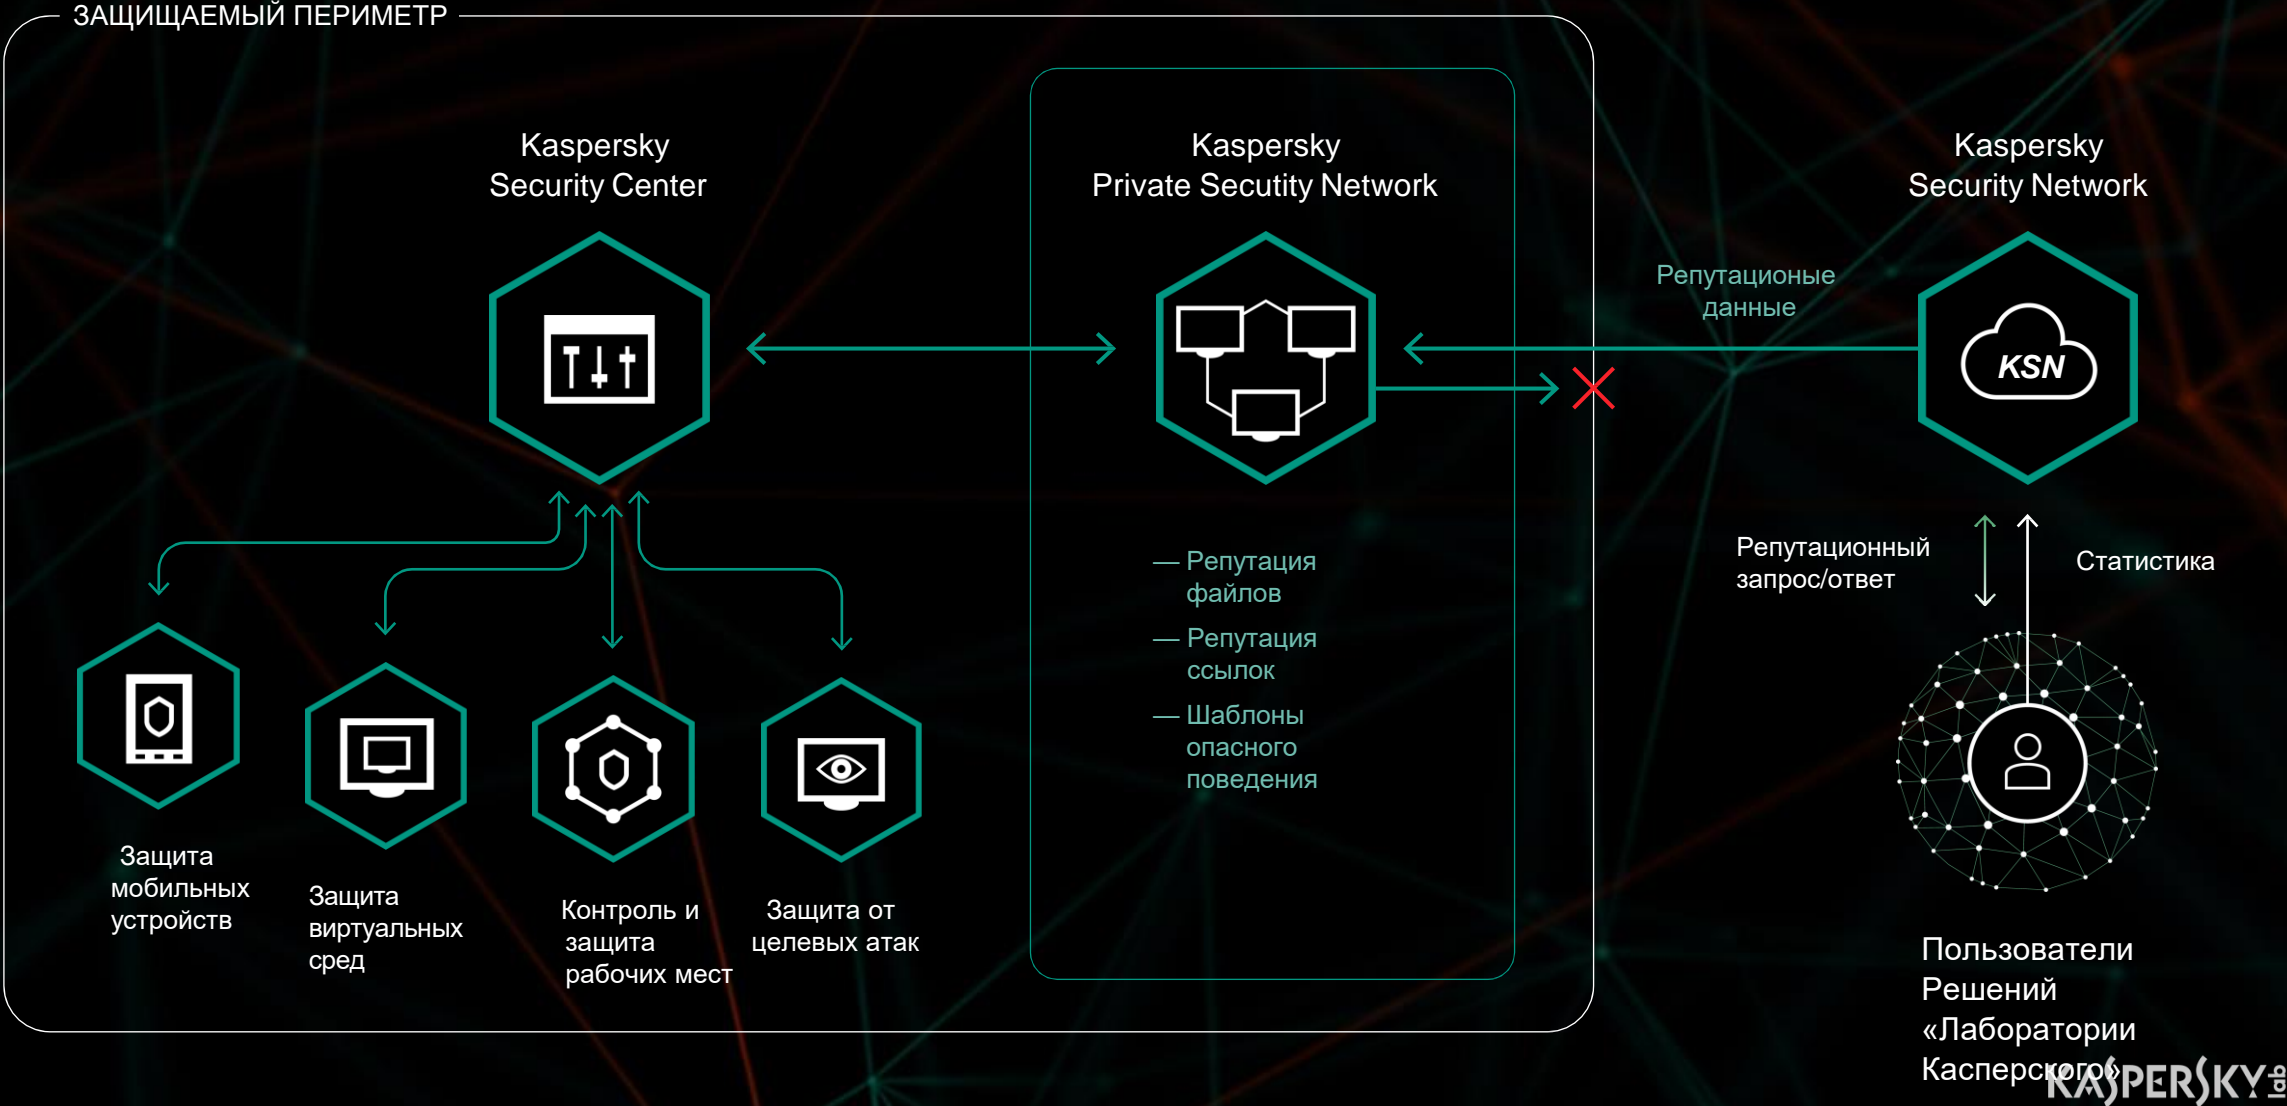 ЗАЩИЩАЕМЫЙ ПЕРИМЕТР
Kaspersky
Security Center
Kaspersky
Private Secutity Network
Kaspersky
Security Network
Репутационые
данные
KSN
Репутационный
запрос/ответ
Статистика
— Репутация
файлов
— Репутация
ссылок
— Шаблоны
опасного
поведения
Защита
мобильных
устройств
Защита
виртуальных
сред
Контроль и
защита
рабочих мест
Защита от
целевых атак
Пользователи
Решений
«Лаборатории
Касперского»
KASPERSKY lab